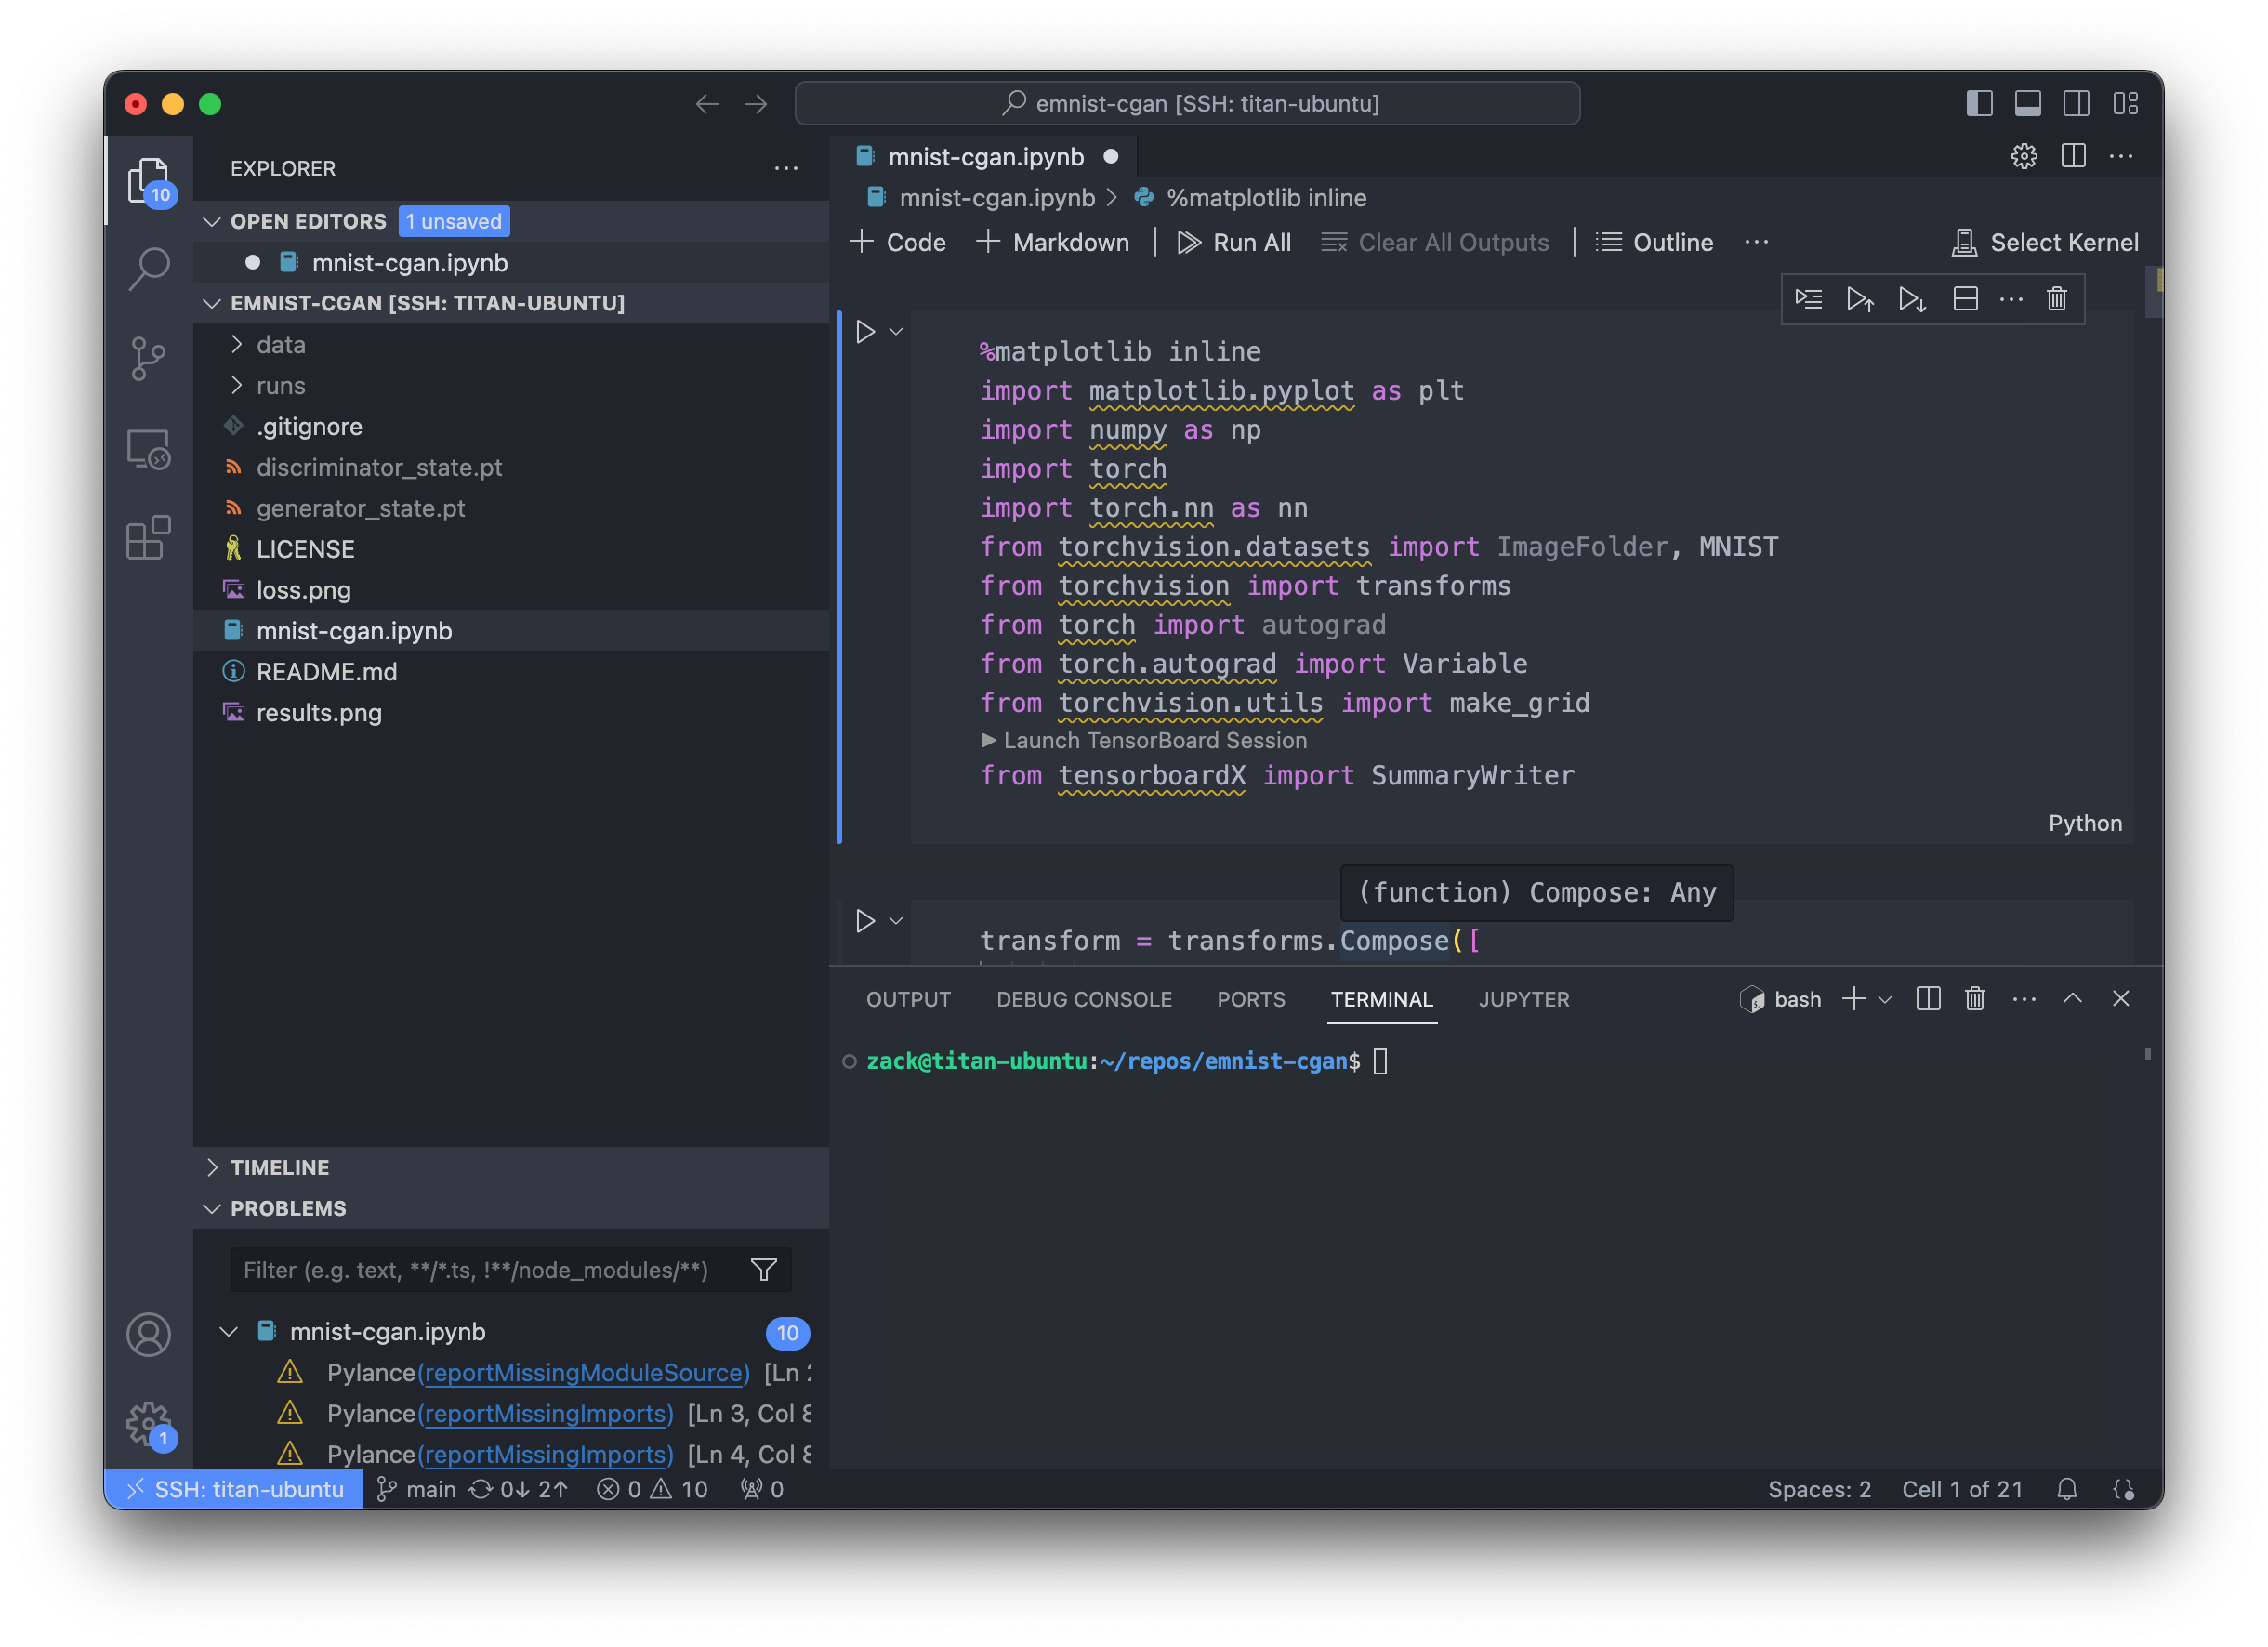 emnist-cgan [SSH: titan-ubuntu]
10
EXPLORER
OPEN EDITORS 1 unsaved
mnist-cgan.ipynb
EMNIST-CGAN [SSH: TITAN-UBUNTU]
data
runs
.gitignore
discriminator_state.pt
generator_state.pt
LICENSE
loss.png
mnist-cgan.ipynb
README.md
results.png
TIMELINE
PROBLEMS
Filter (e.g. text, **/*.ts, !**/node_modules/**)
mnist-cgan.ipynb 10
Pylance(reportMissingModuleSource) [Ln
Pylance(reportMissingImports) [Ln 3, Col 8
Pylance(reportMissingImports) [Ln 4, Col 8
1
mnist-cgan.ipynb
mnist-cgan.ipynb > %matplotlib inline
+ Code + Markdown | Run All Clear All Outputs | Outline ··· Select Kernel
%matplotlib inline
import matplotlib.pyplot as plt
import numpy as np
import torch
import torch.nn as nn
from torchvision.datasets import ImageFolder, MNIST
from torchvision import transforms
from torch import autograd
from torch.autograd import Variable
from torchvision.utils import make_grid
Launch TensorBoard Session
from tensorboardX import SummaryWriter
Python
(function) Compose: Any
transform = transforms.Compose([
OUTPUT DEBUG CONSOLE PORTS TERMINAL JUPYTER bash
zack@titan-ubuntu:~/repos/emnist-cgan$
SSH: titan-ubuntu main 0↓ 2↑ 0 10 0 Spaces: 2 Cell 1 of 21